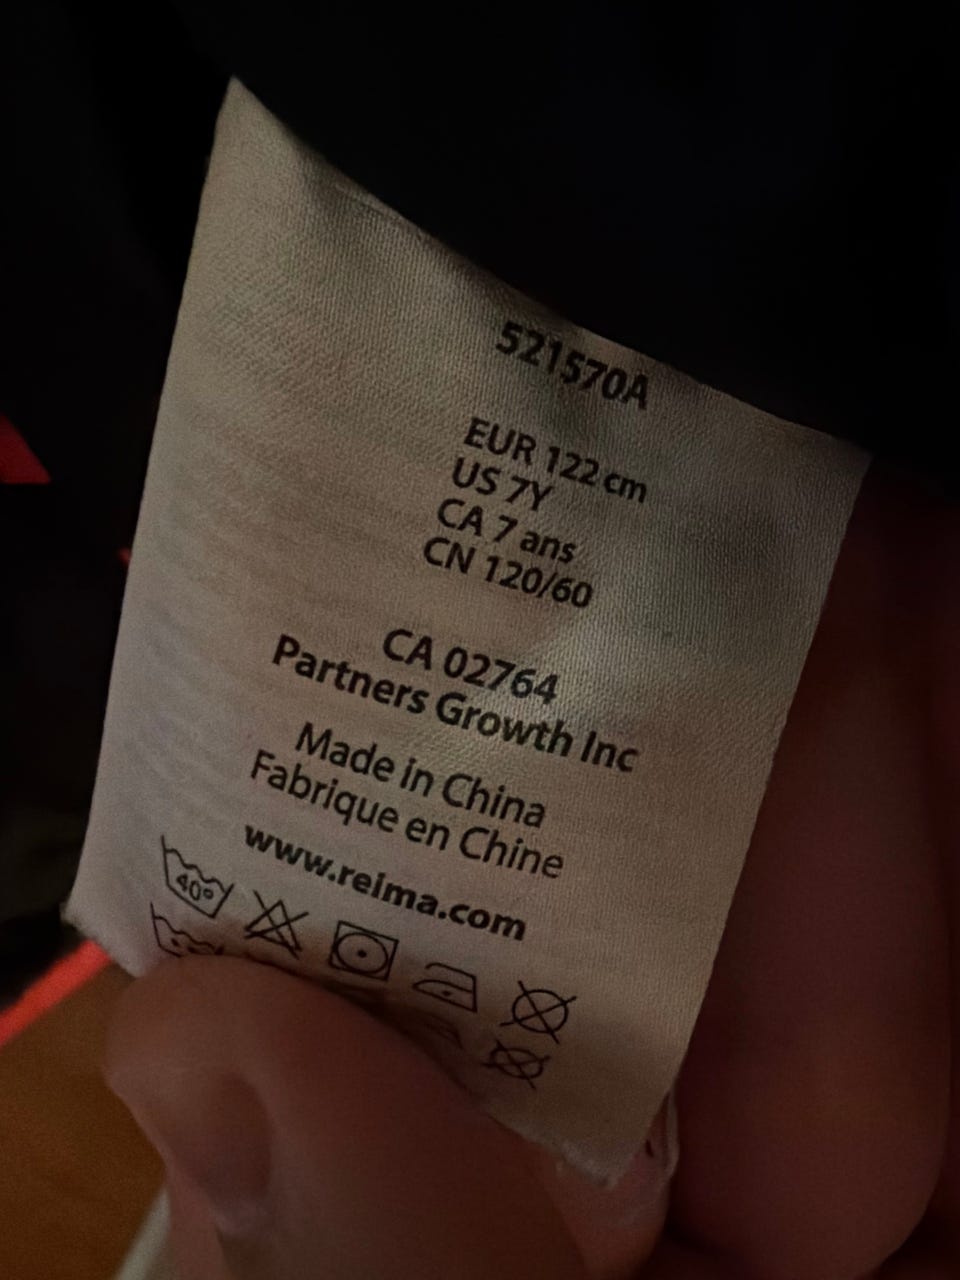 521570A
EUR 122 cm
US 7Y
CA 7 ans
CN 120/60
CA 02764
Partners Growth Inc
Made in China
Fabrique en Chine
www.reima.com
40°